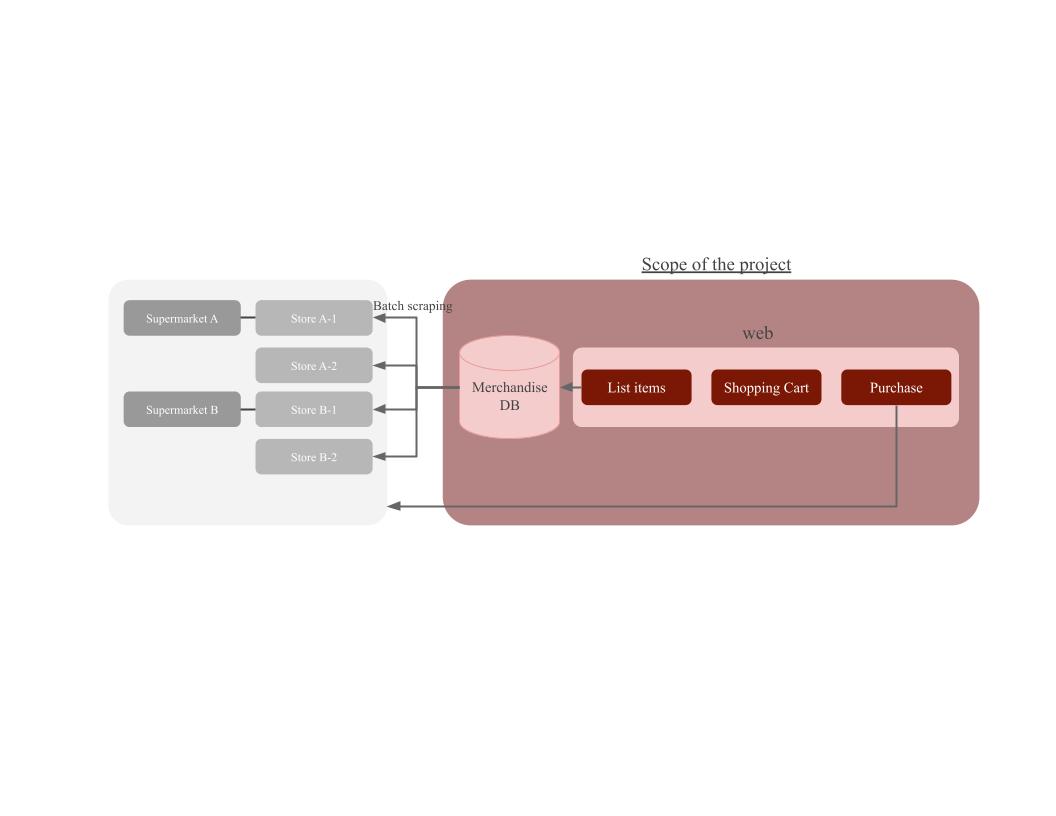 Scope of the project
Batch scraping
Supermarket A
Store A-1
Store A-2
Supermarket B
Store B-1
Store B-2
web
Merchandise
DB
List items
Shopping Cart
Purchase